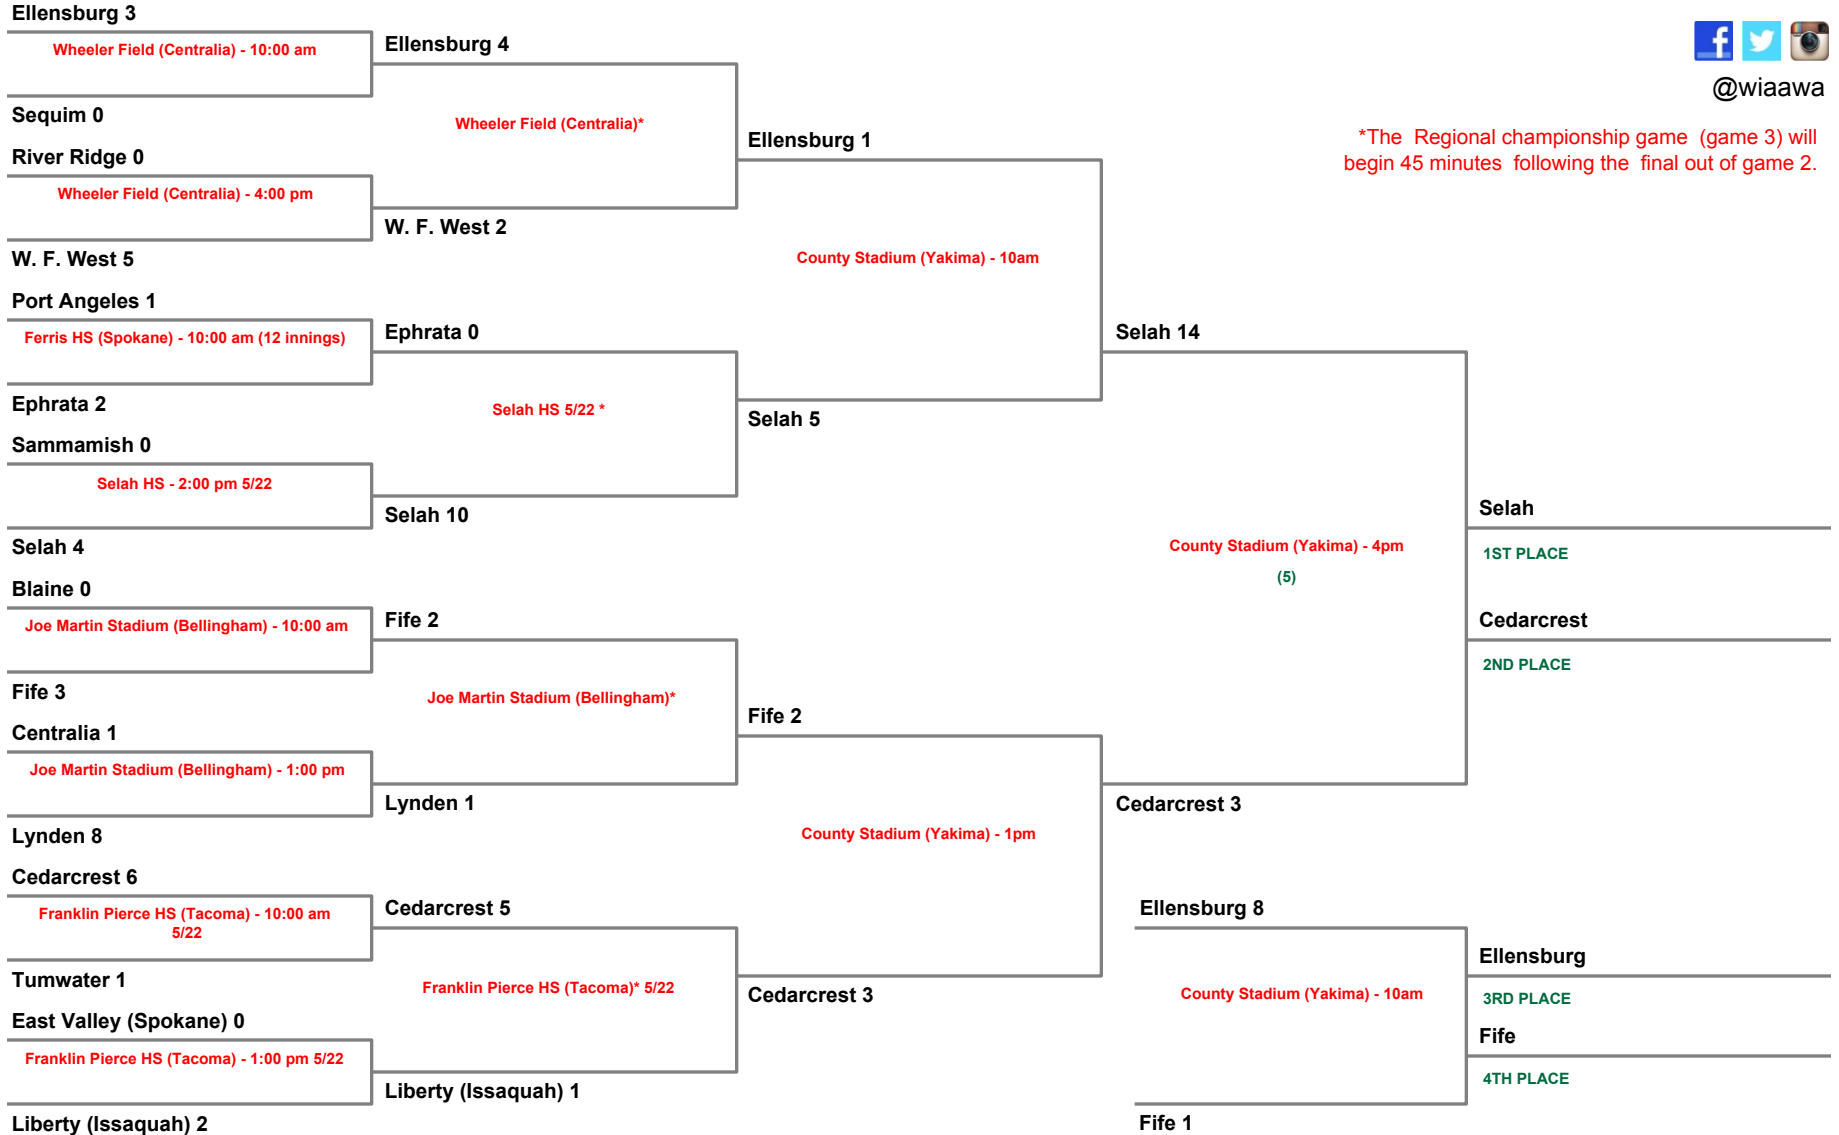 Ellensburg 3
Wheeler Field (Centralia) - 10:00 am
Sequim 0
River Ridge 0
Wheeler Field (Centralia) - 4:00 pm
W. F. West 5
Port Angeles 1
Ferris HS (Spokane) - 10:00 am (12 innings)
Ephrata 2
Sammamish 0
Selah HS - 2:00 pm 5/22
Selah 4
Blaine 0
Joe Martin Stadium (Bellingham) - 10:00 am
Fife 3
Centralia 1
Joe Martin Stadium (Bellingham) - 1:00 pm
Lynden 8
Cedarcrest 6
Franklin Pierce HS (Tacoma) - 10:00 am
5/22
Tumwater 1
East Valley (Spokane) 0
Franklin Pierce HS (Tacoma) - 1:00 pm 5/22
Liberty (Issaquah) 2
Ellensburg 4
Wheeler Field (Centralia)*
W. F. West 2
Ephrata 0
Selah HS 5/22 *
Selah 10
Fife 2
Joe Martin Stadium (Bellingham)*
Lynden 1
Cedarcrest 5
Franklin Pierce HS (Tacoma)* 5/22
Liberty (Issaquah) 1
Ellensburg 1
County Stadium (Yakima) - 10am
Selah 5
Fife 2
County Stadium (Yakima) - 1pm
Cedarcrest 3
Selah 14
County Stadium (Yakima) - 4pm
(5)
Cedarcrest 3
Ellensburg 8
County Stadium (Yakima) - 10am
Fife 1
@wiaawa
*The Regional championship game (game 3) will
begin 45 minutes following the final out of game 2.
Selah
1ST PLACE
Cedarcrest
2ND PLACE
Ellensburg
3RD PLACE
Fife
4TH PLACE